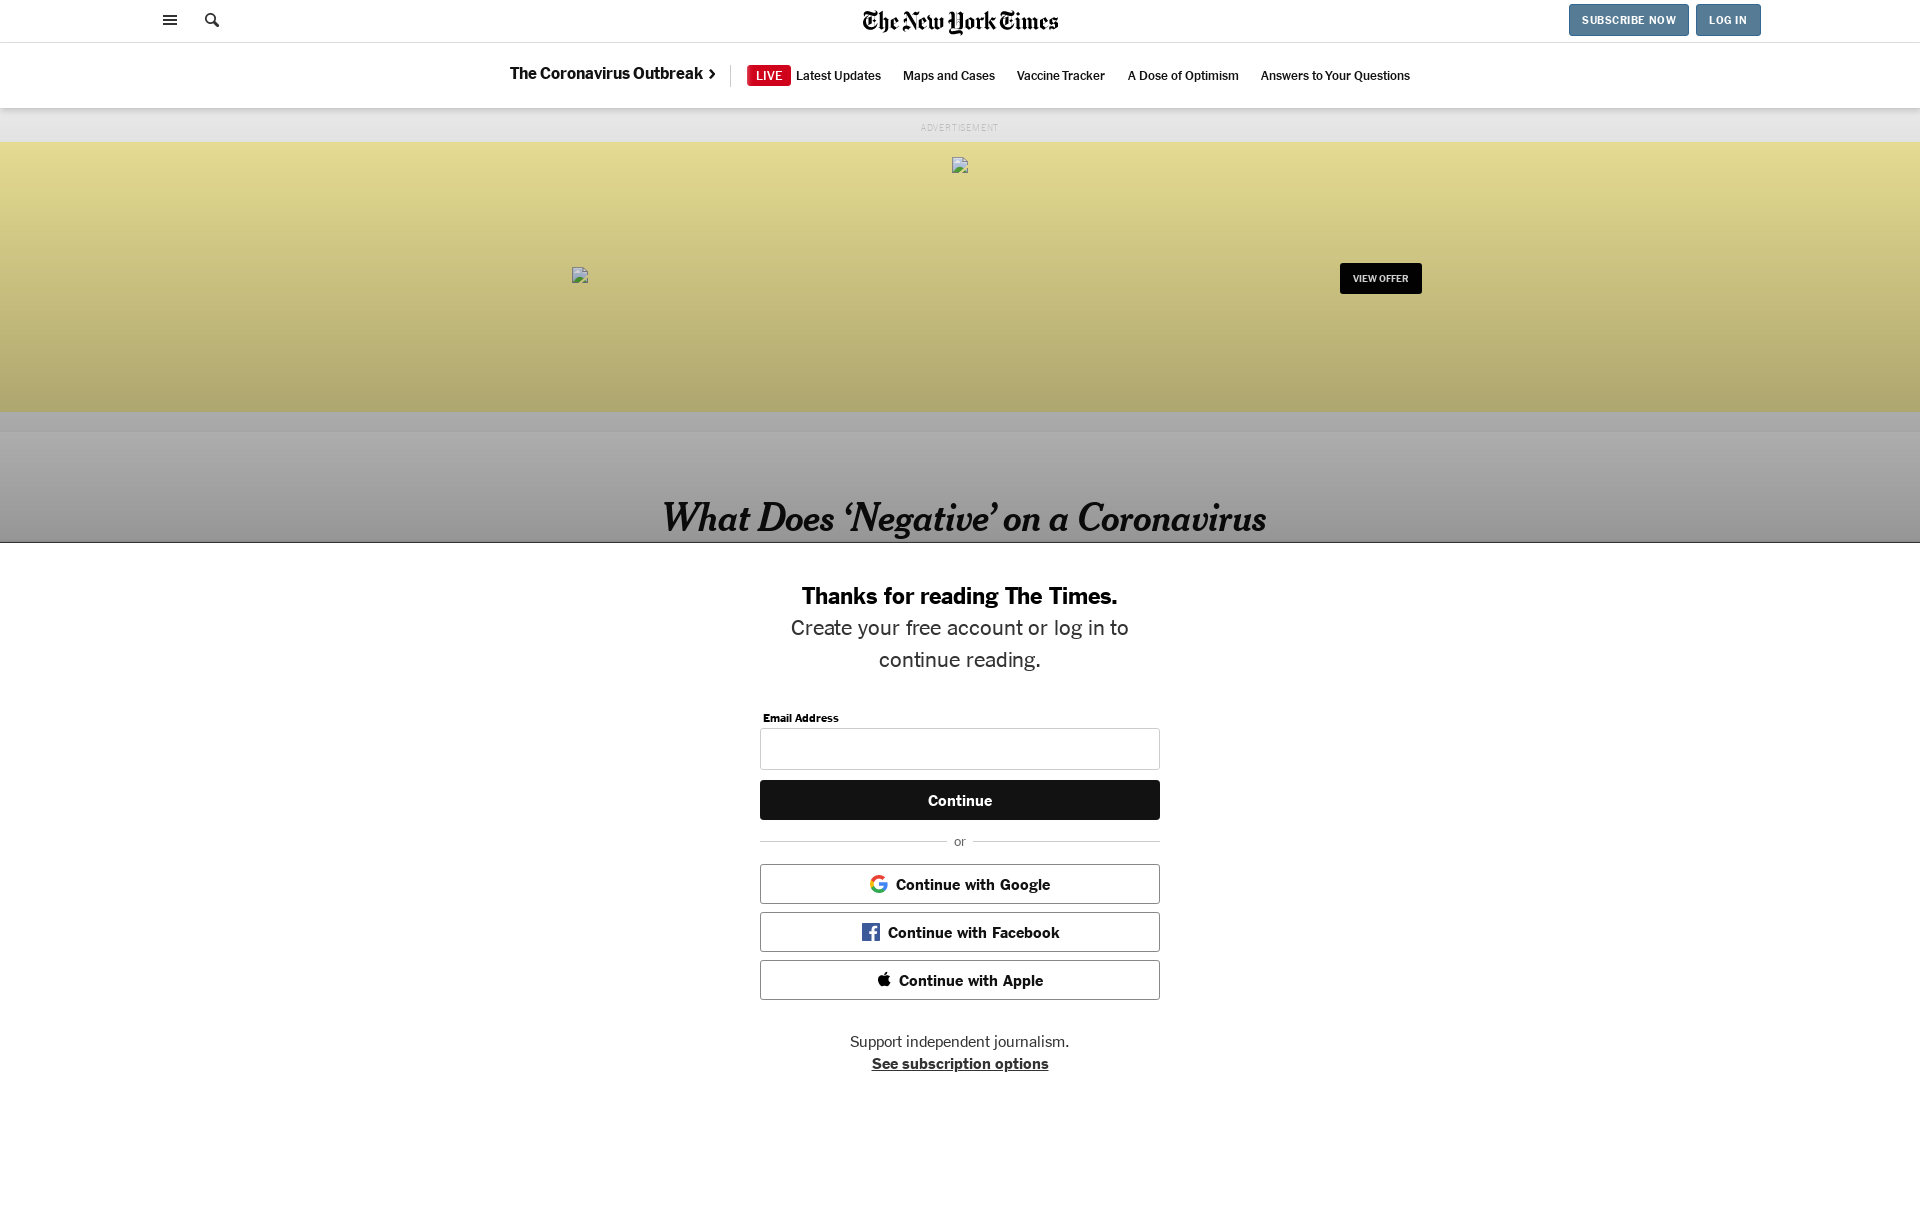 The New York Times
SUBSCRIBE NOW
LOG IN
The Coronavirus Outbreak
LIVE Latest Updates
Maps and Cases
Vaccine Tracker
A Dose of Optimism
Answers to Your Questions
ADVERTISEMENT
VIEW OFFER
What Does ‘Negative’ on a Coronavirus
Thanks for reading The Times.
Create your free account or log in to
continue reading.
Email Address
Continue
or
Continue with Google
Continue with Facebook
Continue with Apple
Support independent journalism.
See subscription options